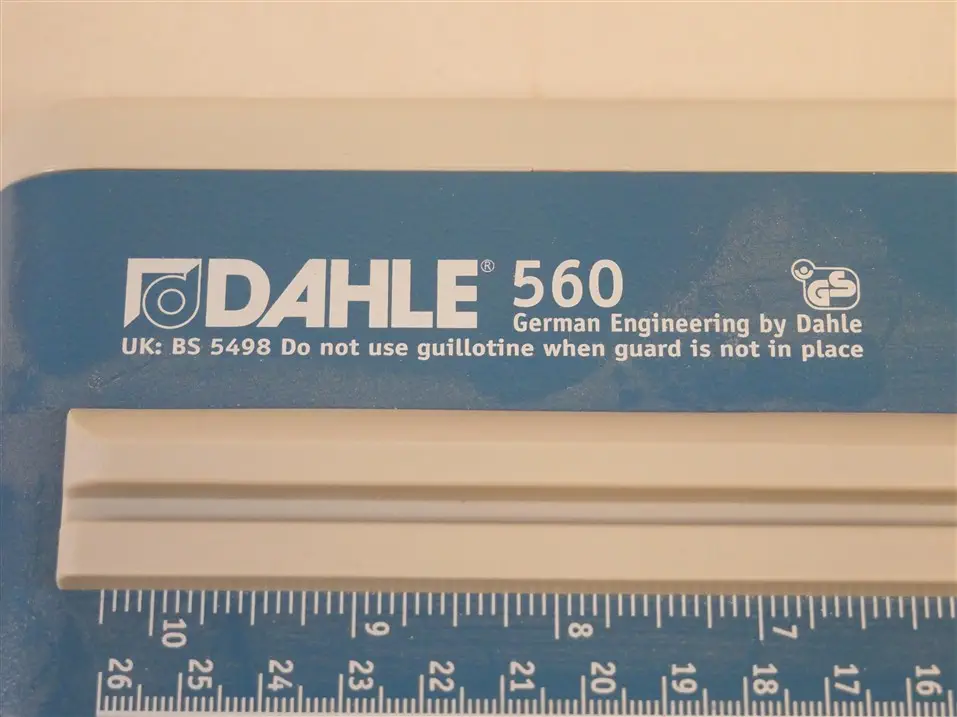 DAHLE® 560
GS
German Engineering by Dahle
UK: BS 5498 Do not use guillotine when guard is not in place
10 9 8 7
26 25 24 23 22 21 20 19 18 17 16